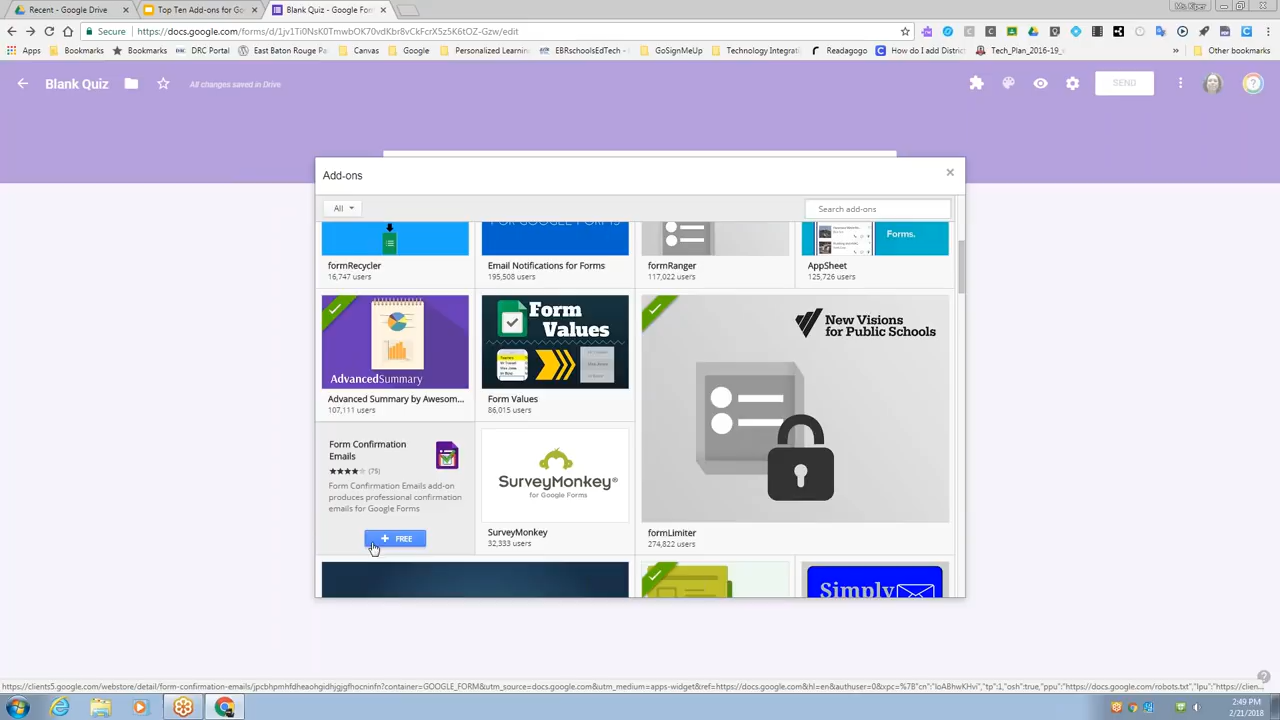 Recent - Google Drive
Top Ten Add-ons for Go
Blank Quiz - Google Form
Secure
https://docs.google.com/forms/d/1jv1Ti0NsK0TmwbOK70vdRbr8vCkFcrX5z5K6tOZ-Gzw/edit
Apps
Bookmarks
Bookmarks
DRC Portal
East Baton Rouge Pa
Canvas
Google
Personalized Learnin
EBRschoolsEdTech
GoSignMeUp
Technology Integrati
Readagogo
How do I add District
Tech_Plan_2016-19_
»
Other bookmarks
Blank Quiz
All changes saved in Drive
SEND
Add-ons
All
Search add-ons
Forms.
formRecycler
16,747 users
Email Notifications for Forms
195,508 users
formRanger
117,022 users
AppSheet
125,726 users
AdvancedSummary
Advanced Summary by Awesom...
107,111 users
Form
Values
Form Values
86,015 users
New Visions
for Public Schools
Form Confirmation
Emails
(75)
Form Confirmation Emails add-on
produces professional confirmation
emails for Google Forms
+ FREE
SurveyMonkey®
for Google Forms
SurveyMonkey
32,333 users
formLimiter
274,822 users
Simply
2:49 PM
2/21/2018